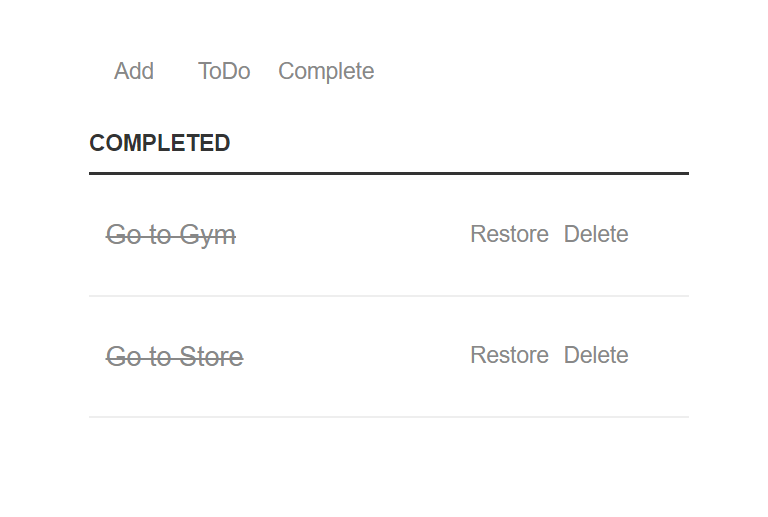 Add ToDo Complete
COMPLETED
Go to Gym Restore Delete
Go to Store Restore Delete